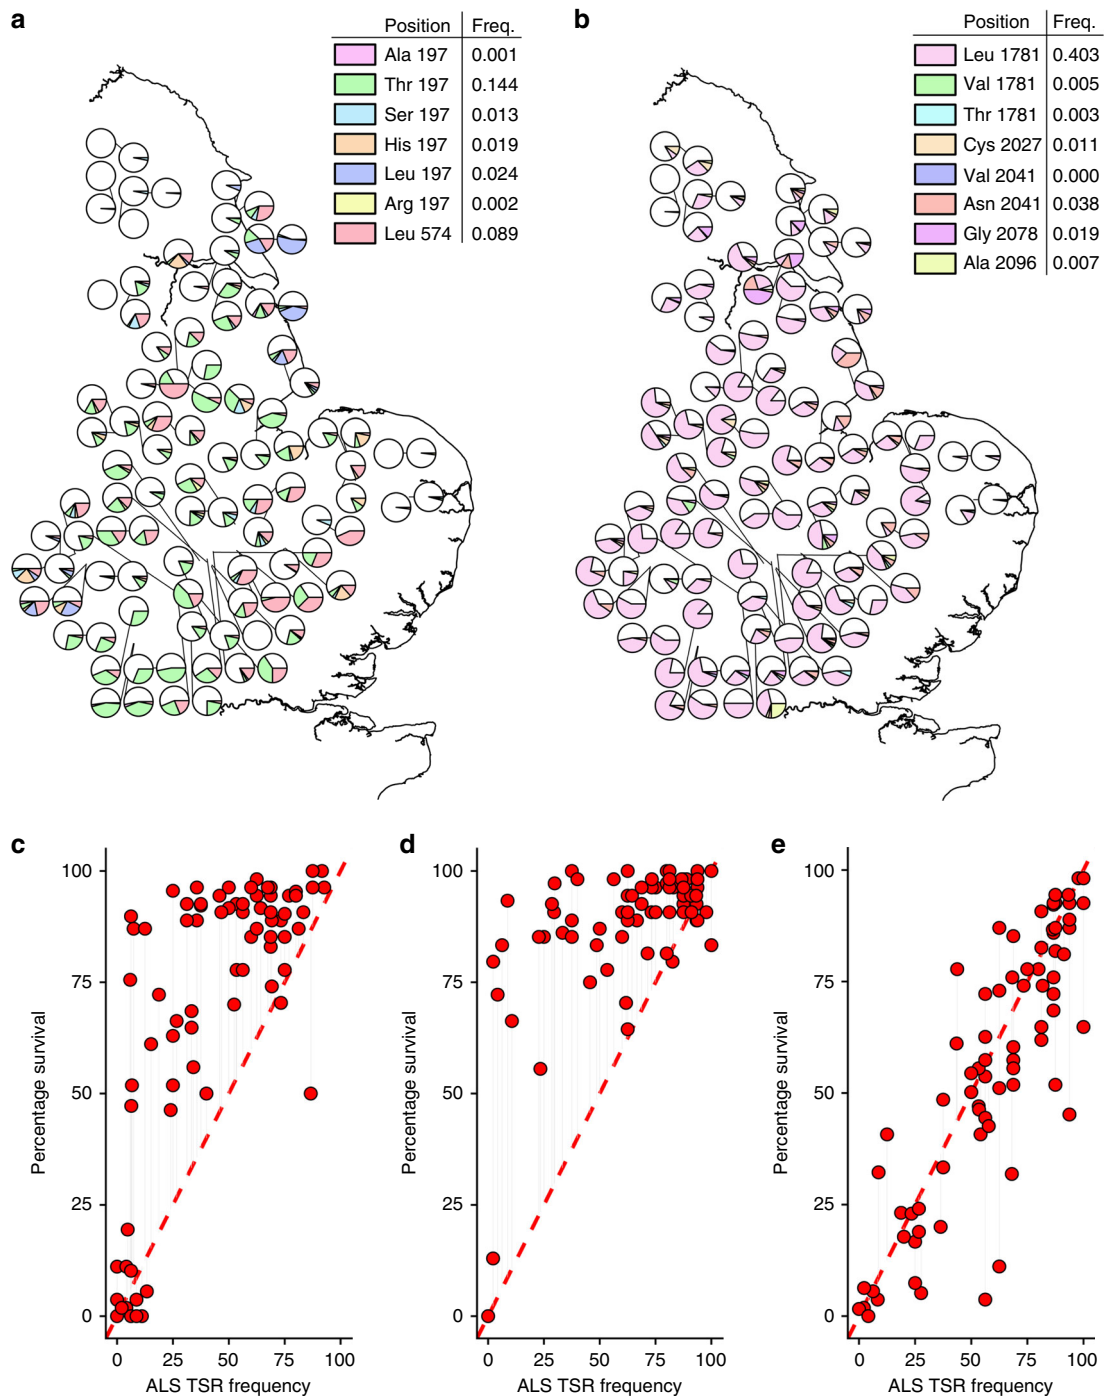 a
Position Freq.
Ala 197 0.001
Thr 197 0.144
Ser 197 0.013
His 197 0.019
Leu 197 0.024
Arg 197 0.002
Leu 574 0.089
b
Position Freq.
Leu 1781 0.403
Val 1781 0.005
Thr 1781 0.003
Cys 2027 0.011
Val 2041 0.000
Asn 2041 0.038
Gly 2078 0.019
Ala 2096 0.007
c
100
75
50
25
0
Percentage survival
0 25 50 75 100
ALS TSR frequency
d
100
75
50
25
0
Percentage survival
0 25 50 75 100
ALS TSR frequency
e
100
75
50
25
0
Percentage survival
0 25 50 75 100
ALS TSR frequency